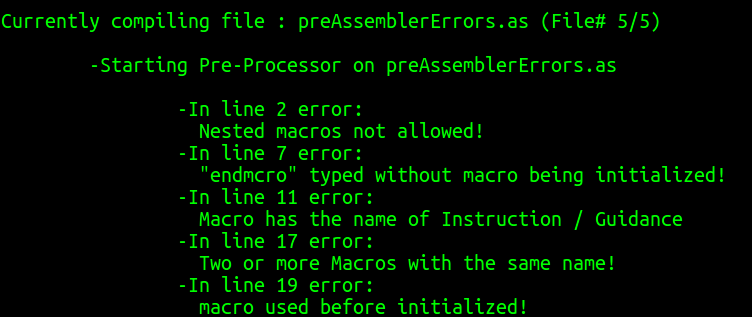 Currently compiling file : preAssemblerErrors.as (File# 5/5)
-Starting Pre-Processor on preAssemblerErrors.as
-In line 2 error:
Nested macros not allowed!
-In line 7 error:
"endmcro" typed without macro being initialized!
-In line 11 error:
Macro has the name of Instruction / Guidance
-In line 17 error:
Two or more Macros with the same name!
-In line 19 error:
macro used before initialized!